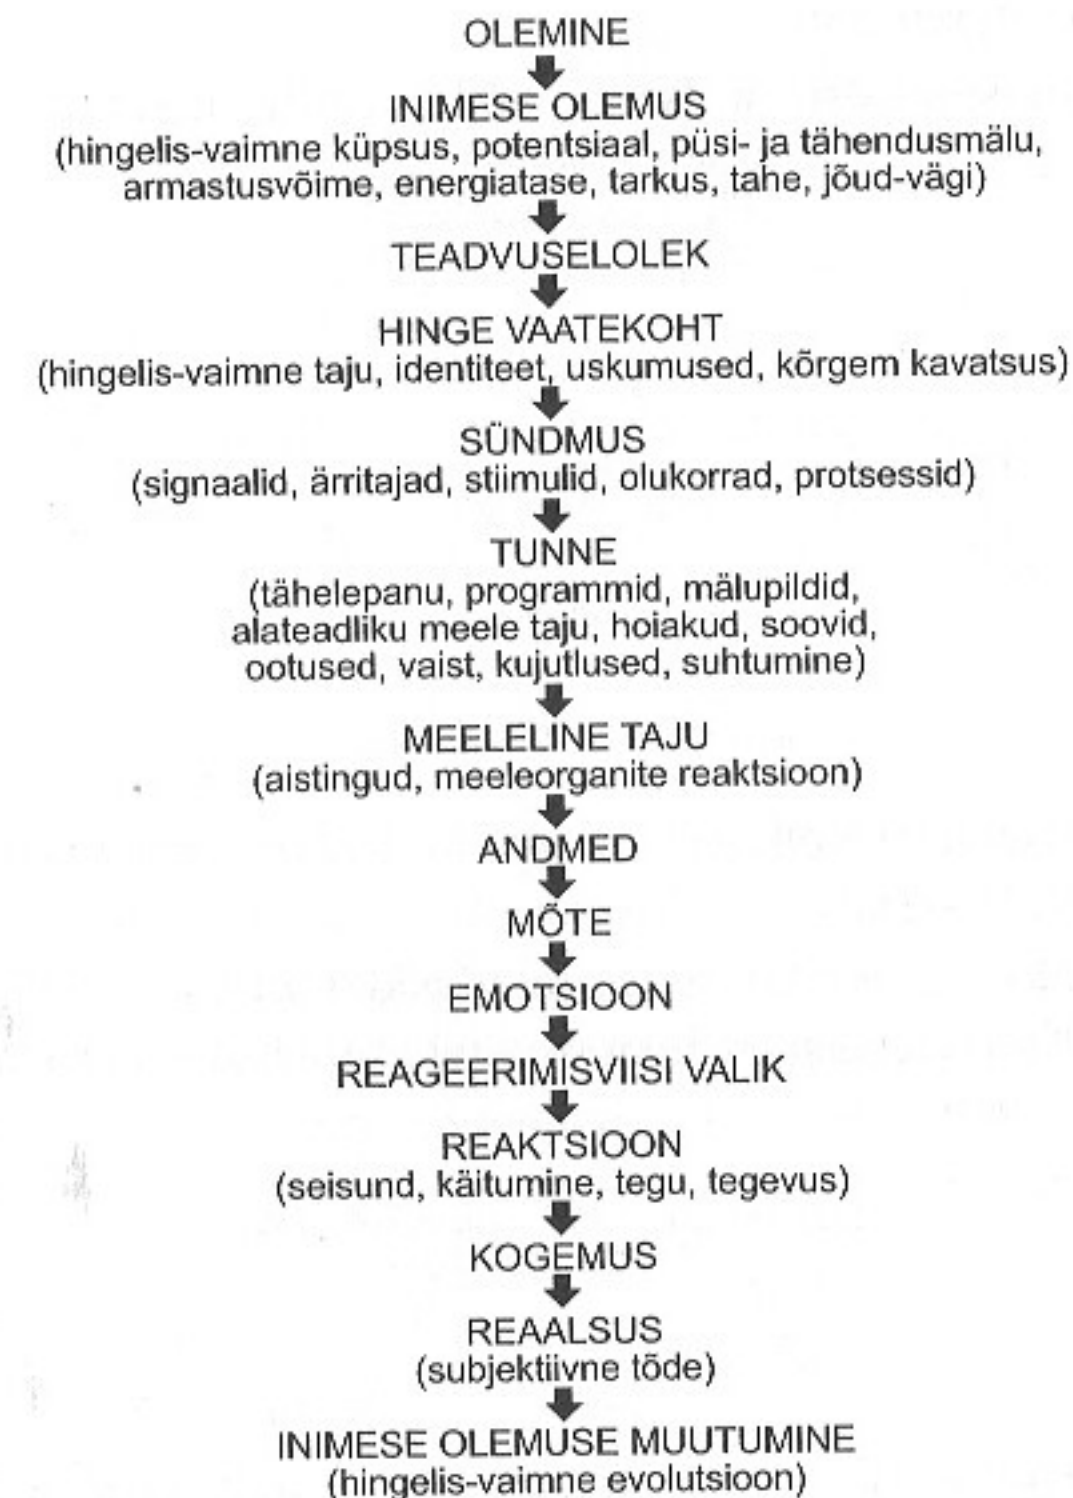 OLEMINE
INIMESE OLEMUS
(hingelis-vaimne küpsus, potentsiaal, püsi- ja tähendusmälu,
armastusvõime, energiatase, tarkus, tahe, jõud-vägi)
TEADVUSELOLEK
HINGE VAATEKOHT
(hingelis-vaimne taju, identiteet, uskumused, kõrgem kavatsus)
SÜNDMUS
(signaalid, ärritajad, stiimulid, olukorrad, protsessid)
TUNNE
(tähelepanu, programmid, mälupildid,
alateadliku meele taju, hoiakud, soovid,
ootused, vaist, kujutlused, suhtumine)
MEELELINE TAJU
(aistingud, meeleorganite reaktsioon)
ANDMED
MÕTE
EMOTSIOON
REAGEERIMISVIISI VALIK
REAKTSIOON
(seisund, käitumine, tegu, tegevus)
KOGEMUS
REAALSUS
(subjektiivne tõde)
INIMESE OLEMUSE MUUTUMINE
(hingelis-vaimne evolutsioon)